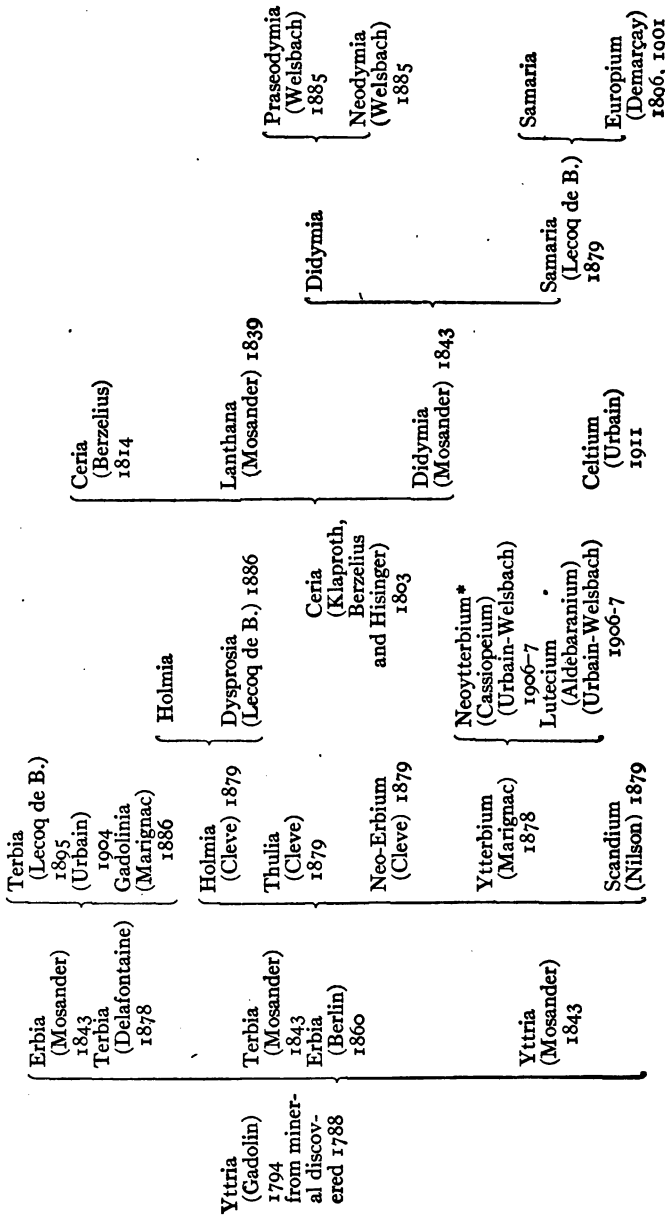 Yttria
(Gadolin)
1794
from miner-
al discov-
ered 1788
Erbia
(Mosander)
1843
Terbia
(Delafontaine)
1878
Terbia
(Mosander)
1843
Erbia
(Berlin)
1860
Yttria
(Mosander)
1843
Terbia
(Lecoq de B.)
1895
(Urbain)
1904
Gadolinia
(Marignac)
1886
Holmia
(Cleve) 1879
Thulia
(Cleve)
1879
Neo-Erbium
(Cleve) 1879
Ytterbium
(Marignac)
1878
Scandium
(Nilson) 1879
Holmia
Dysprosia
(Lecoq de B.) 1886
Neoytterbium*
(Cassiopeium)
(Urbain-Welsbach)
1906-7
Lutecium
(Aldebaranium)
(Urbain-Welsbach)
1906-7
Celtium
(Urbain)
1911
Ceria
(Klaproth,
Berzelius
and Hisinger)
1803
Ceria
(Berzelius)
1814
Lanthana
(Mosander) 1839
Didymia
(Mosander) 1843
Didymia
Samaria
(Lecoq de B.)
1879
Praseodymia
(Welsbach)
1885
Neodymia
(Welsbach)
1885
Samaria
Europium
(Demarçay)
1896, 1901